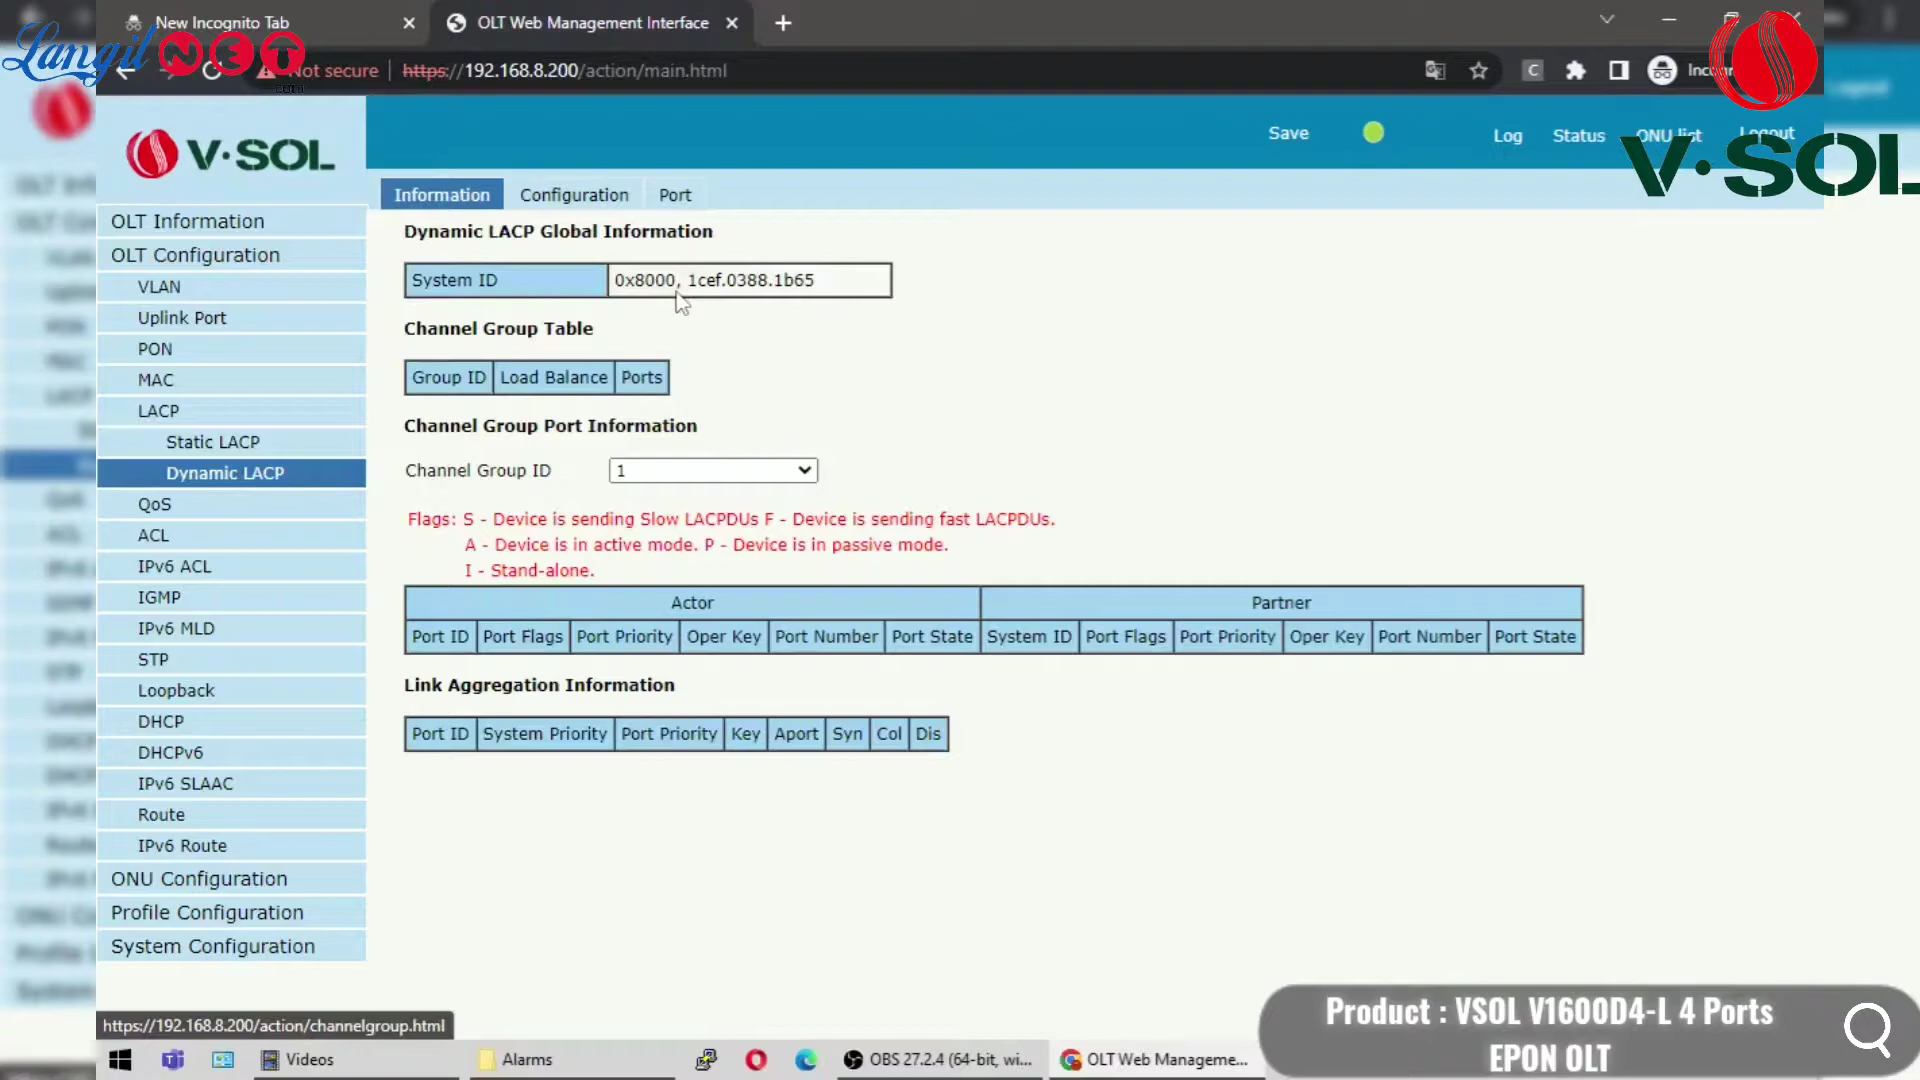 New Incognito Tab
OLT Web Management Interface
Langit NET
.com
Not secure
https://192.168.8.200/action/main.html
C
V·SOL
Save
Log
Status
ONU list
Logout
V·SOL
Information
Configuration
Port
OLT Information
OLT Configuration
VLAN
Uplink Port
PON
MAC
LACP
Static LACP
Dynamic LACP
QoS
ACL
IPv6 ACL
IGMP
IPv6 MLD
STP
Loopback
DHCP
DHCPv6
IPv6 SLAAC
Route
IPv6 Route
ONU Configuration
Profile Configuration
System Configuration
Dynamic LACP Global Information
System ID 0x8000, 1cef.0388.1b65
Channel Group Table
Group ID Load Balance Ports
Channel Group Port Information
Channel Group ID 1
Flags: S - Device is sending Slow LACPDUs F - Device is sending fast LACPDUs.
A - Device is in active mode. P - Device is in passive mode.
I - Stand-alone.
Actor Partner
Port ID Port Flags Port Priority Oper Key Port Number Port State System ID Port Flags Port Priority Oper Key Port Number Port State
Link Aggregation Information
Port ID System Priority Port Priority Key Aport Syn Col Dis
https://192.168.8.200/action/channelgroup.html
Product : VSOL V1600D4-L 4 Ports
EPON OLT
Videos
Alarms
OBS 27.2.4 (64-bit, wi...
OLT Web Manageme...